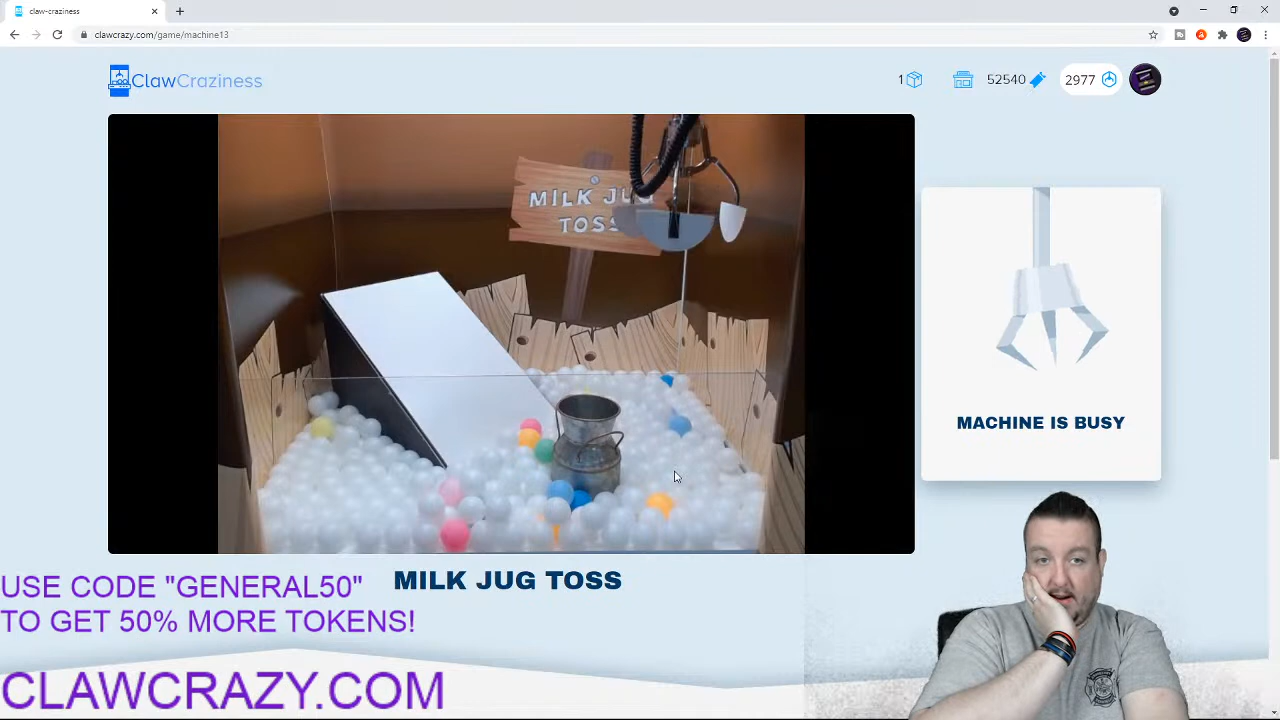 claw-craziness
clawcrazy.com/game/machine13
ClawCraziness
1
52540
2977
MILK JUG
TOSS
MACHINE IS BUSY
MILK JUG TOSS
USE CODE "GENERAL50"
TO GET 50% MORE TOKENS!
CLAWCRAZY.COM